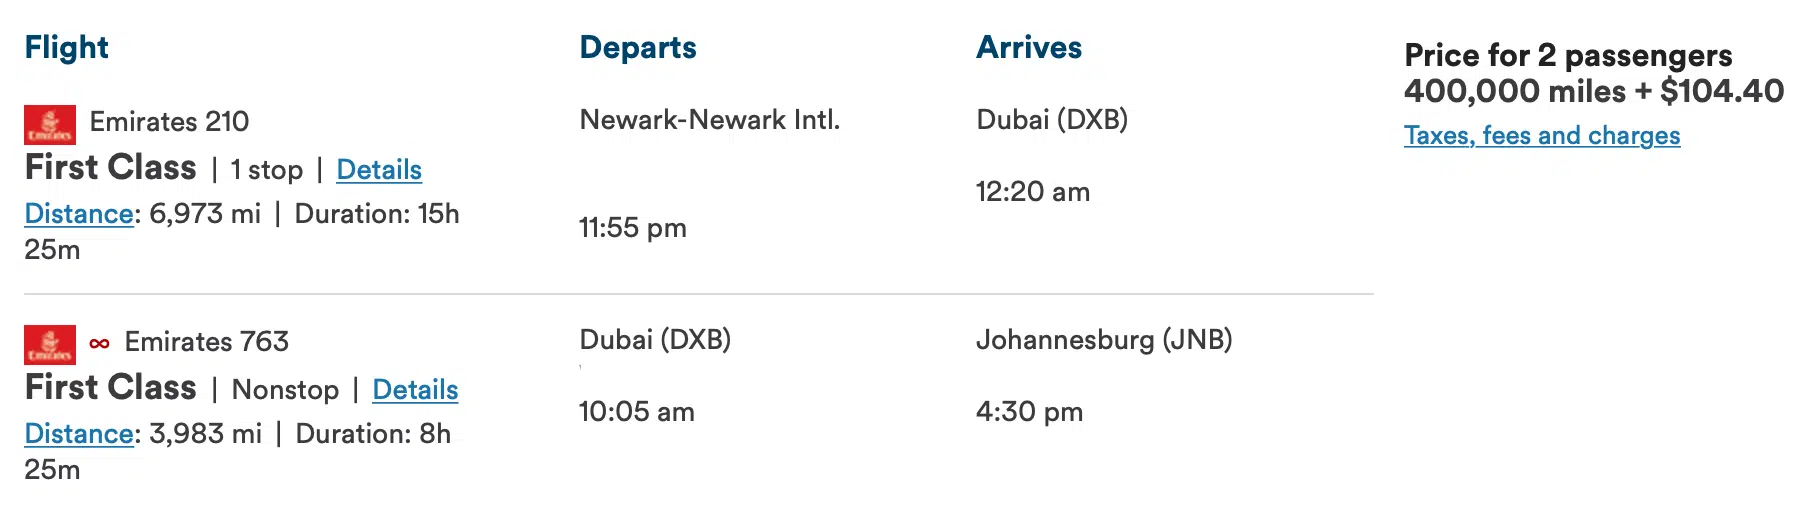 Flight
Departs
Arrives
Price for 2 passengers
400,000 miles + $104.40
Taxes, fees and charges
Emirates
Emirates 210
First Class | 1 stop | Details
Distance: 6,973 mi | Duration: 15h
25m
Newark-Newark Intl.
11:55 pm
Dubai (DXB)
12:20 am
Emirates
∞ Emirates 763
First Class | Nonstop | Details
Distance: 3,983 mi | Duration: 8h
25m
Dubai (DXB)
10:05 am
Johannesburg (JNB)
4:30 pm